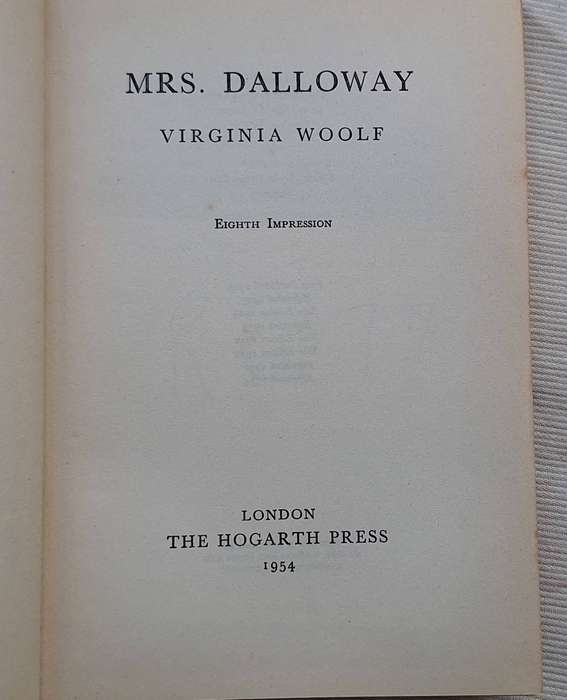 MRS. DALLOWAY
VIRGINIA WOOLF
Eighth Impression
LONDON
THE HOGARTH PRESS
1954